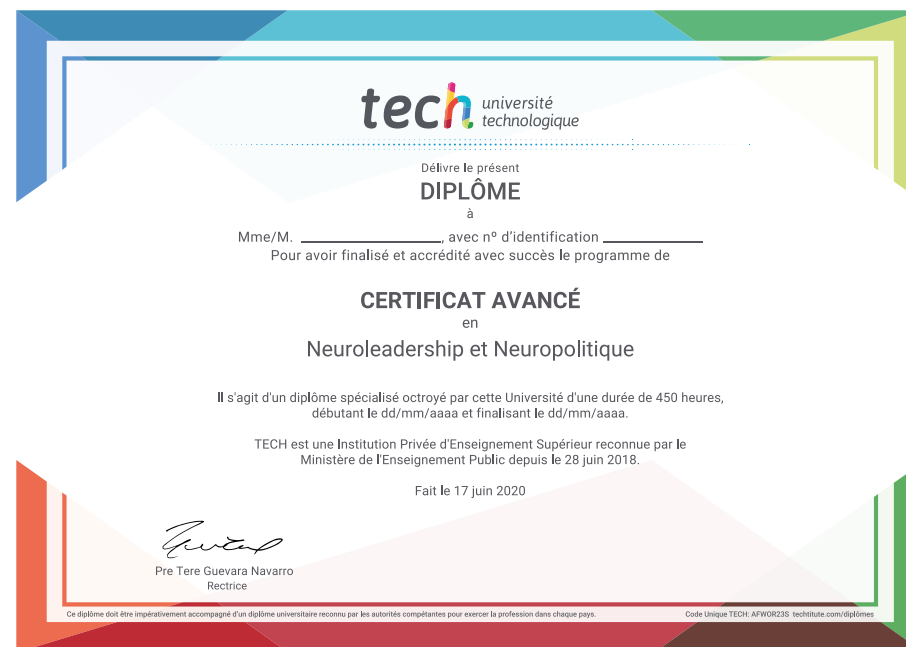 tech université
technologique
Délivre le présent
DIPLÔME
à
Mme/M. ____________________, avec nº d'identification ______________
Pour avoir finalisé et accrédité avec succès le programme de
CERTIFICAT AVANCÉ
en
Neuroleadership et Neuropolitique
Il s'agit d'un diplôme spécialisé octroyé par cette Université d'une durée de 450 heures,
débutant le dd/mm/aaaa et finalisant le dd/mm/aaaa.
TECH est une Institution Privée d'Enseignement Supérieur reconnue par le
Ministère de l'Enseignement Public depuis le 28 juin 2018.
Fait le 17 juin 2020
Pre Tere Guevara Navarro
Rectrice
Ce diplôme doit être impérativement accompagné d'un diplôme universitaire reconnu par les autorités compétantes pour exercer la profession dans chaque pays.
Code Unique TECH: AFWOR23S techtitute.com/diplômes